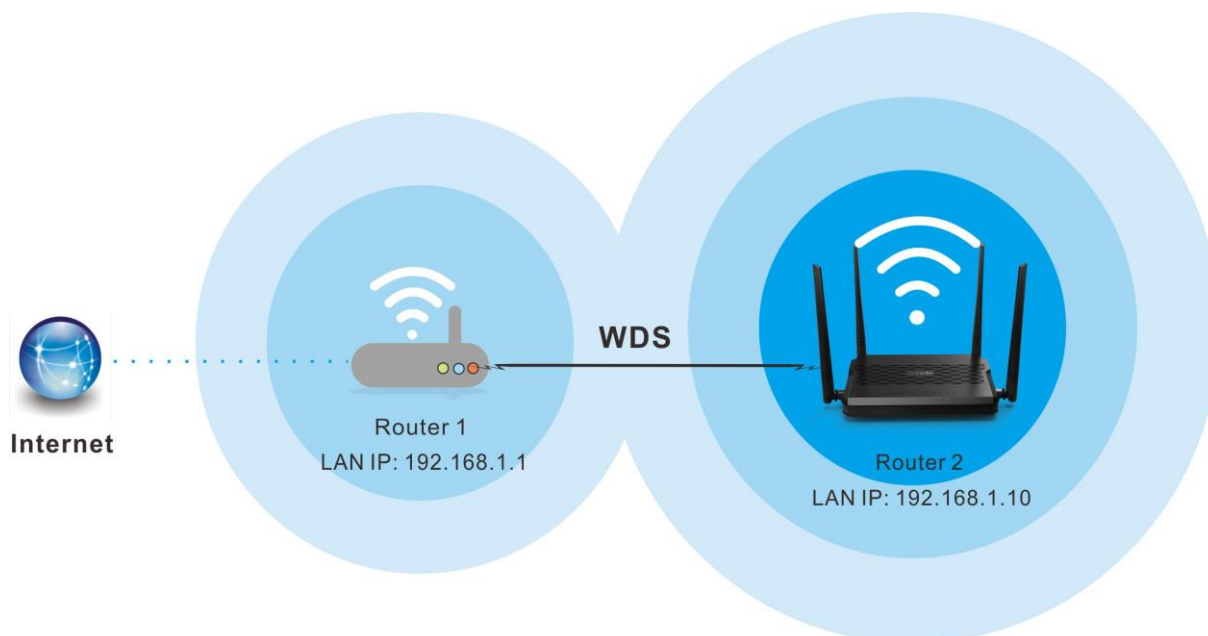 Internet
Router 1
LAN IP: 192.168.1.1
WDS
Router 2
LAN IP: 192.168.1.10